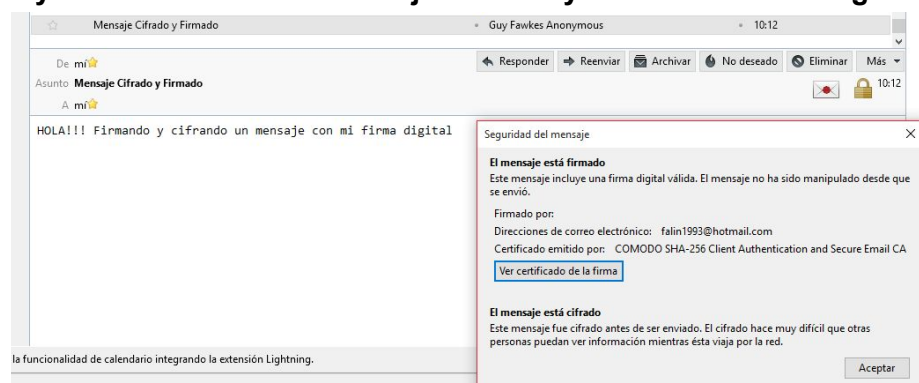 Mensaje Cifrado y Firmado Guy Fawkes Anonymous 10:12
De mí
Responder Reenviar Archivar No deseado Eliminar Más
Asunto Mensaje Cifrado y Firmado 10:12
A mí
HOLA!!! Firmando y cifrando un mensaje con mi firma digital
Seguridad del mensaje
El mensaje está firmado
Este mensaje incluye una firma digital válida. El mensaje no ha sido manipulado desde que
se envió.
Firmado por:
Direcciones de correo electrónico: falin1993@hotmail.com
Certificado emitido por: COMODO SHA-256 Client Authentication and Secure Email CA
Ver certificado de la firma
El mensaje está cifrado
Este mensaje fue cifrado antes de ser enviado. El cifrado hace muy difícil que otras
personas puedan ver información mientras ésta viaja por la red.
Aceptar
la funcionalidad de calendario integrando la extensión Lightning.